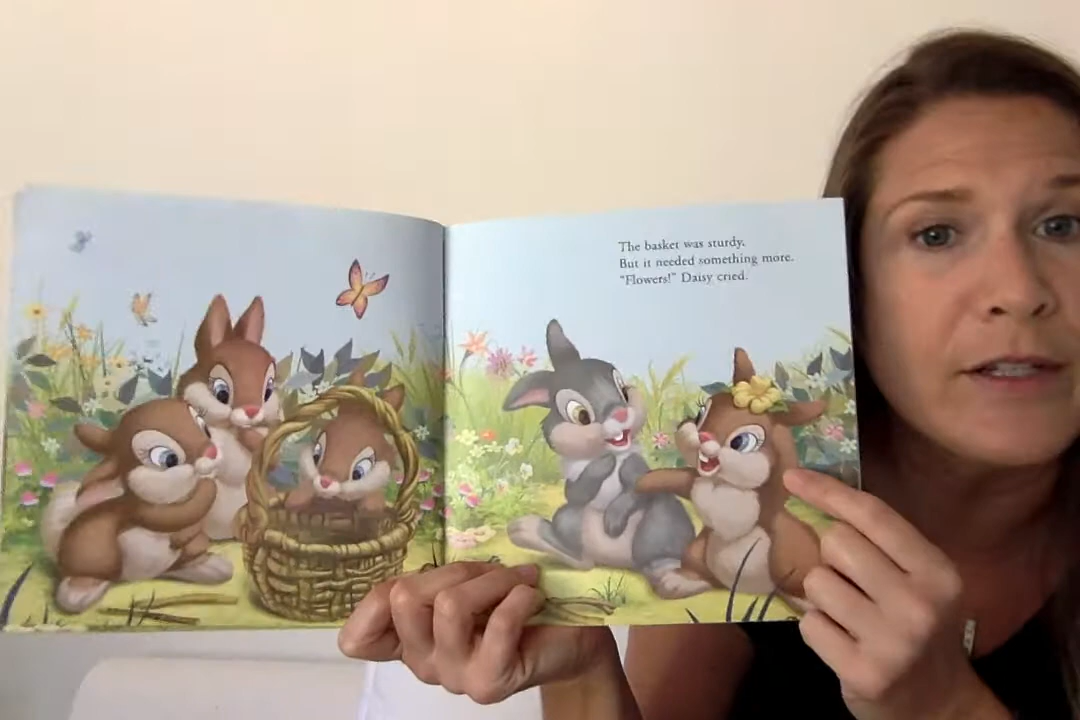 The basket was sturdy.
But it needed something more.
“Flowers!” Daisy cried.